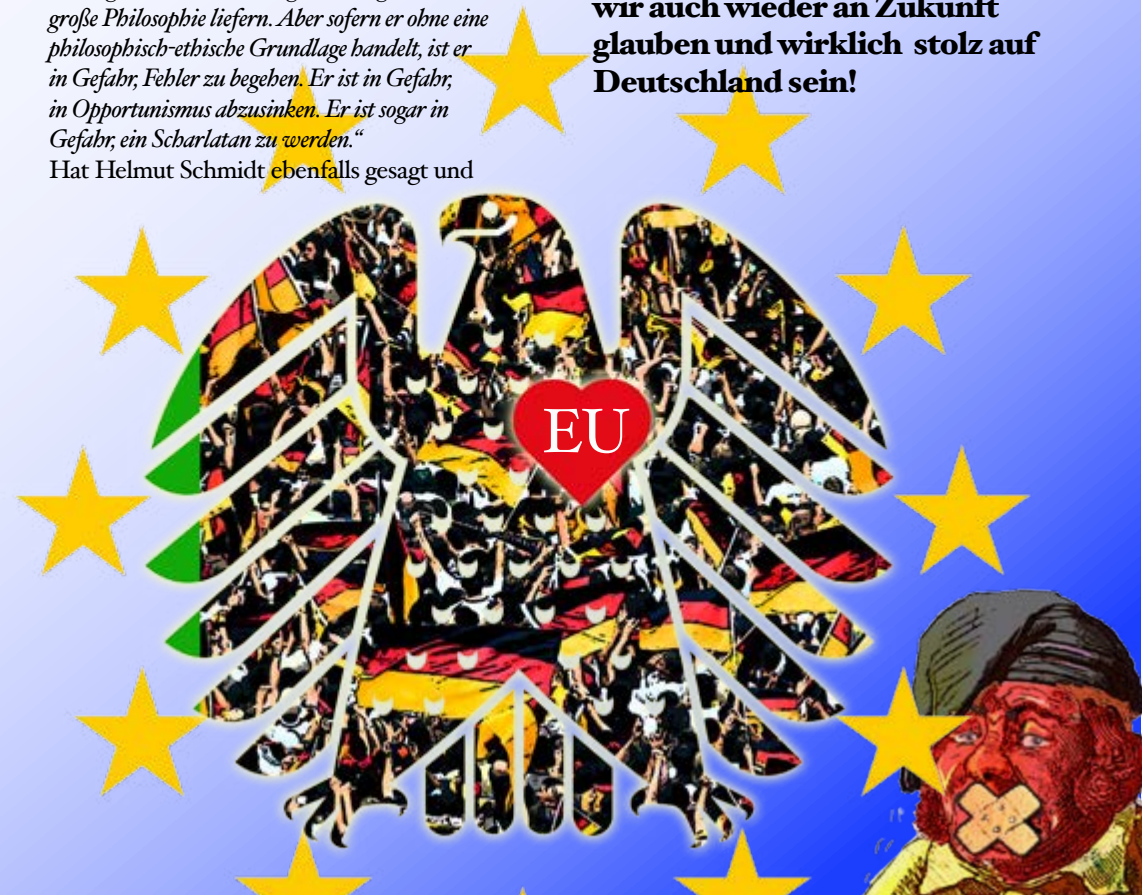 große Philosophie liefern. Aber sofern er ohne eine
philosophisch-ethische Grundlage handelt, ist er
in Gefahr, Fehler zu begehen. Er ist in Gefahr,
in Opportunismus abzusinken. Er ist sogar in
Gefahr, ein Scharlatan zu werden.“
Hat Helmut Schmidt ebenfalls gesagt und
wir auch wieder an Zukunft
glauben und wirklich stolz auf
Deutschland sein!
EU